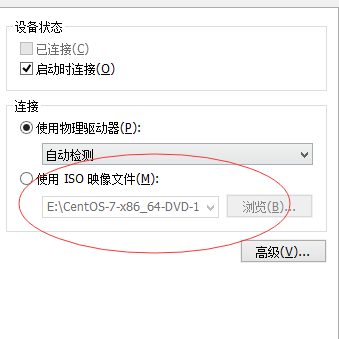 设备状态
已连接(C)
启动时连接(O)
连接
使用物理驱动器(P):
自动检测
使用 ISO 映像文件(M):
E:\CentOS-7-x86_64-DVD-1
浏览(B)...
高级(V)...